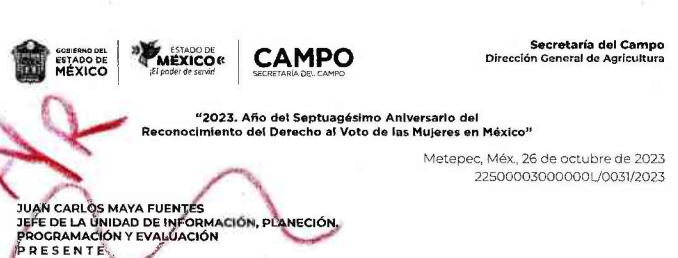 GOBIERNO DEL
ESTADO DE
MÉXICO
ESTADO DE
MÉXICO
¡El poder de servir!
CAMPO
SECRETARÍA DEL CAMPO
Secretaría del Campo
Dirección General de Agricultura
"2023. Año del Septuagésimo Aniversario del
Reconocimiento del Derecho al Voto de las Mujeres en México"
Metepec, Méx., 26 de octubre de 2023
22500003000000L/0031/2023
JUAN CARLOS MAYA FUENTES
JEFE DE LA UNIDAD DE INFORMACIÓN, PLANECIÓN,
PROGRAMACIÓN Y EVALUACIÓN
P R E S E N T E